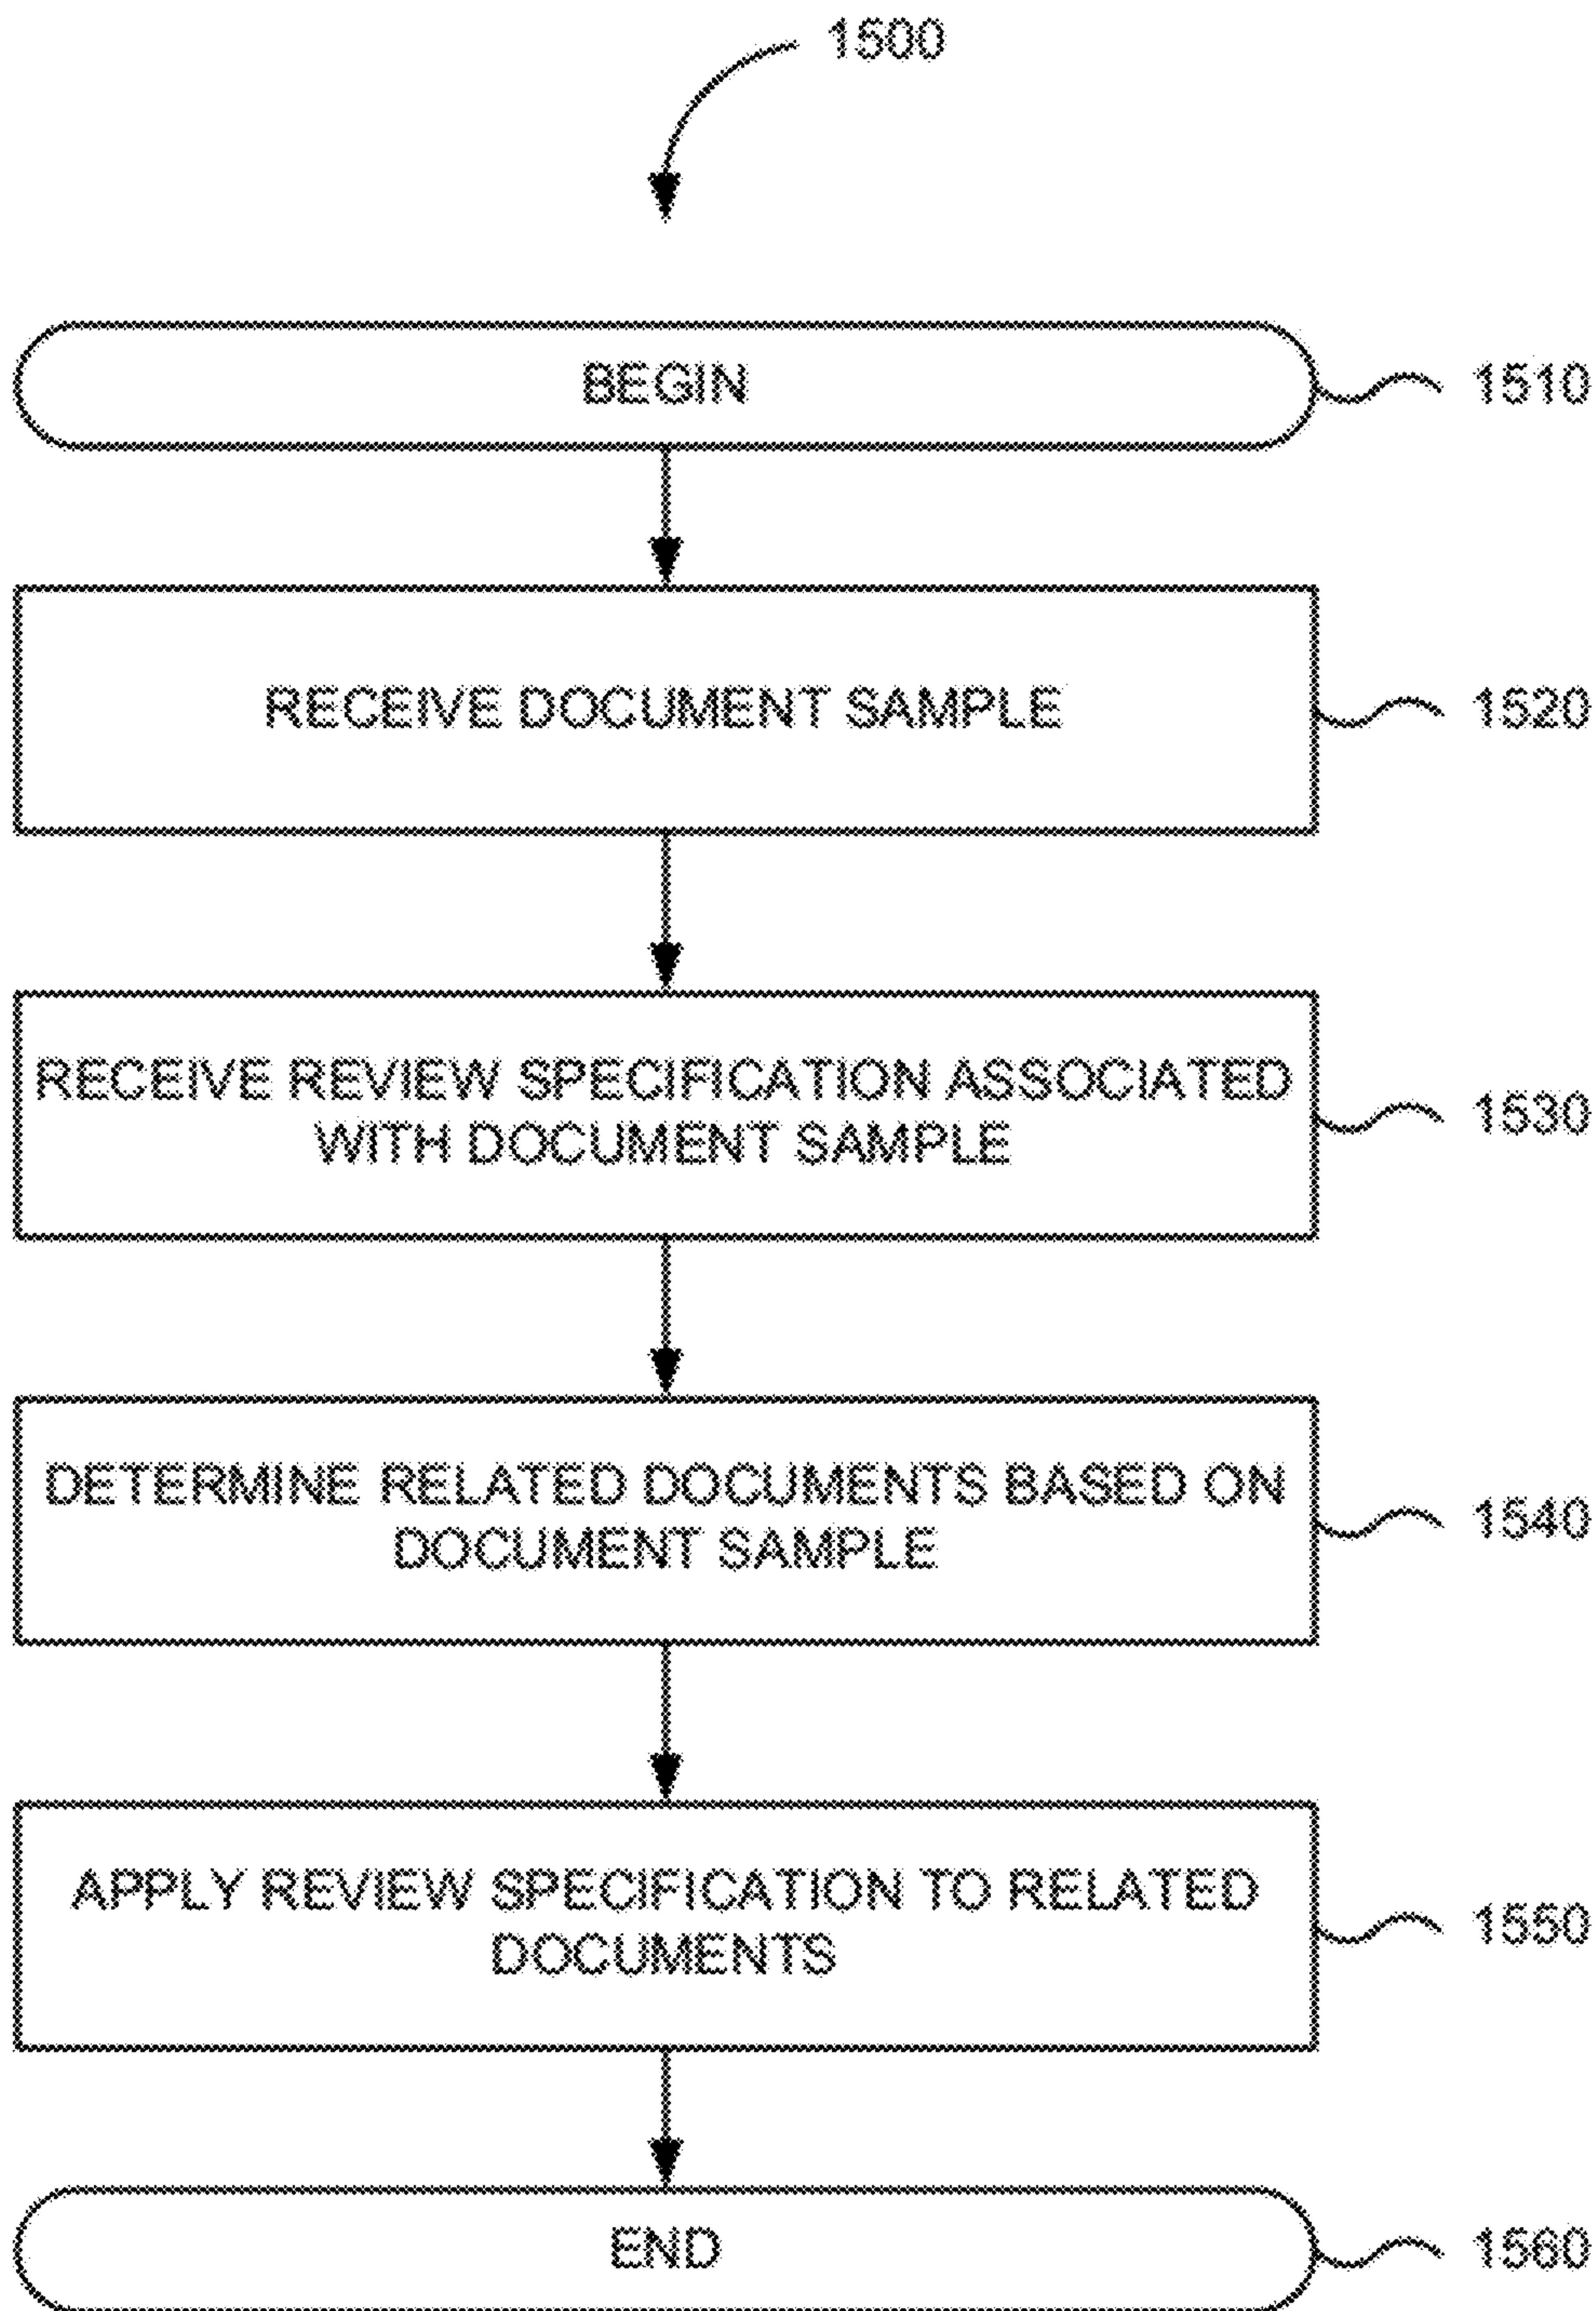 1500
BEGIN
1510
RECEIVE DOCUMENT SAMPLE
1520
RECEIVE REVIEW SPECIFICATION ASSOCIATED
WITH DOCUMENT SAMPLE
1530
DETERMINE RELATED DOCUMENTS BASED ON
DOCUMENT SAMPLE
1540
APPLY REVIEW SPECIFICATION TO RELATED
DOCUMENTS
1550
END
1560